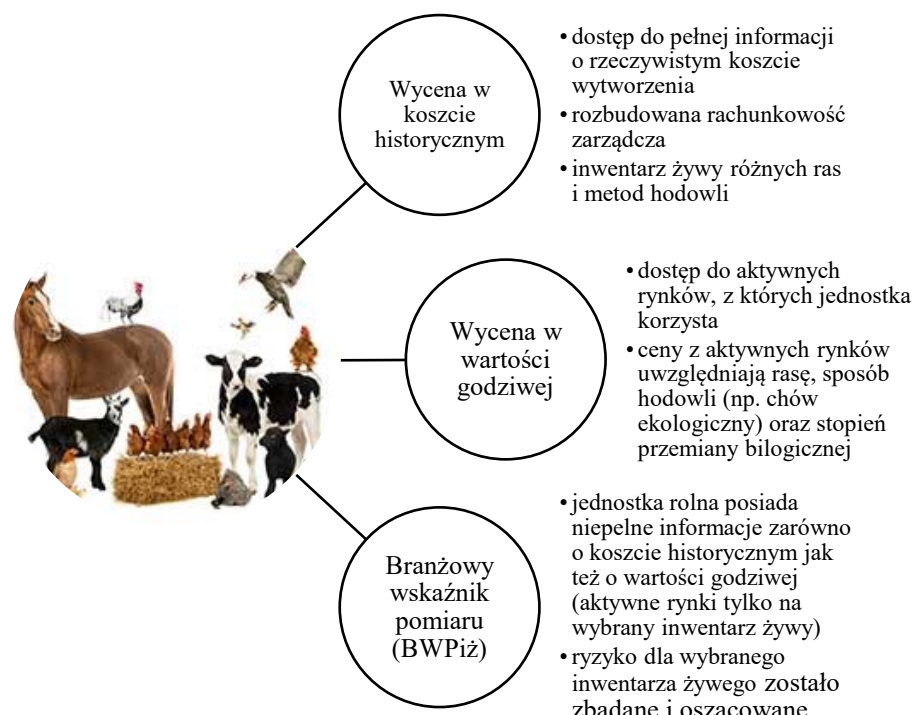 Wycena w
koszcie
historycznym
• dostęp do pełnej informacji
o rzeczywistym koszcie
wytworzenia
• rozbudowana rachunkowość
zarządcza
• inwentarz żywy różnych ras
i metod hodowli
Wycena w
wartości
godziwej
• dostęp do aktywnych
rynków, z których jednostka
korzysta
• ceny z aktywnych rynków
uwzględniają rasę, sposób
hodowli (np. chów
ekologiczny) oraz stopień
przemiany bilogicznej
Branżowy
wskaźnik
pomiaru
(BWPiż)
• jednostka rolna posiada
niepelne informacje zarówno
o koszcie historycznym jak
też o wartości godziwej
(aktywne rynki tylko na
wybrany inwentarz żywy)
• ryzyko dla wybranego
inwentarza żywego zostało
zbadane i oszacowane